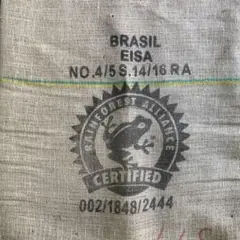 BRASIL
EISA
NO.4/5 S.14/16 RA
RAINFOREST ALLIANCE
CERTIFIED
002/1848/2444